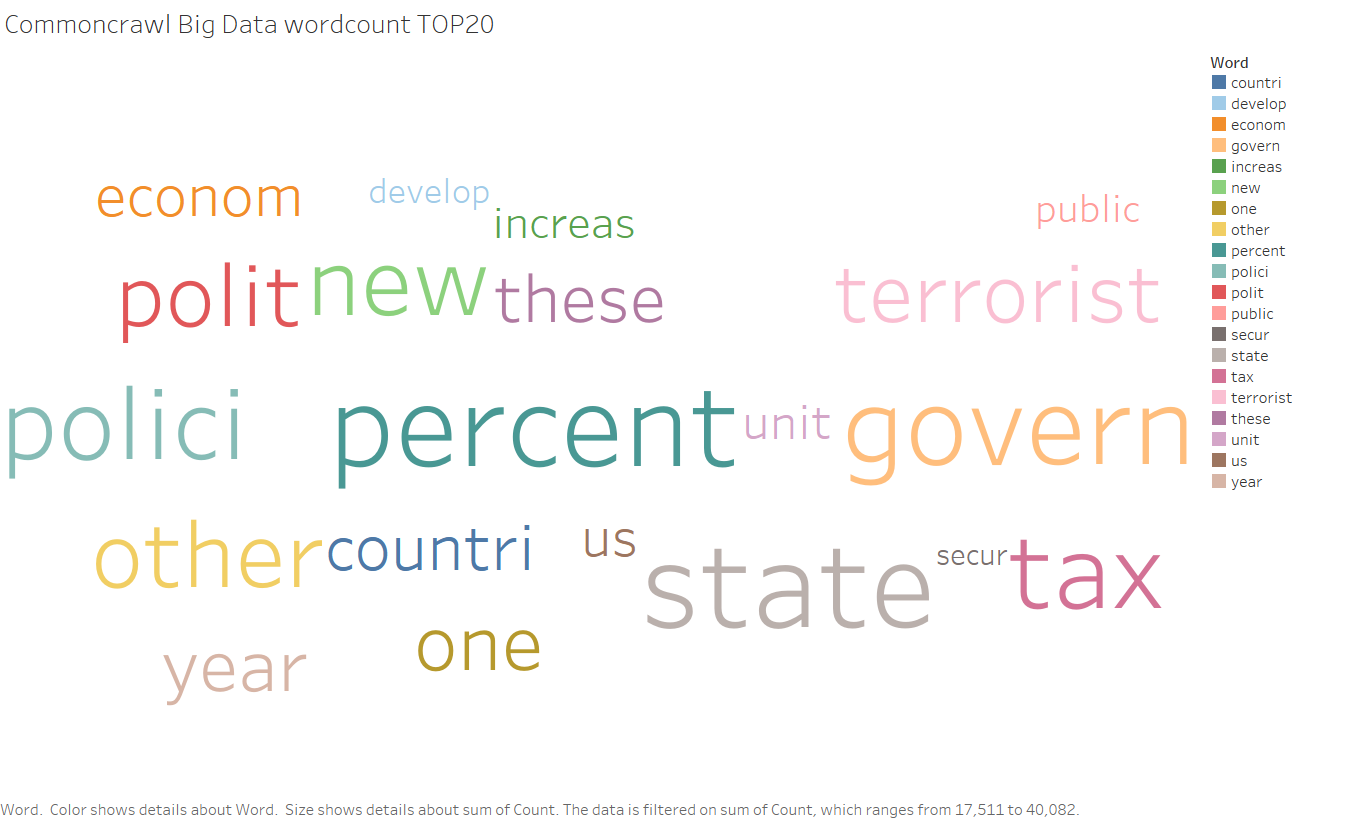 Commoncrawl Big Data wordcount TOP20
econom
develop
increas
public
polit
new
these
terrorist
polici
percent
unit
govern
other
countri
us
state
secur
tax
one
year
Word
countri
develop
econom
govern
increas
new
one
other
percent
polici
polit
public
secur
state
tax
terrorist
these
unit
us
year
Word.  Color shows details about Word.  Size shows details about sum of Count. The data is filtered on sum of Count, which ranges from 17,511 to 40,082.